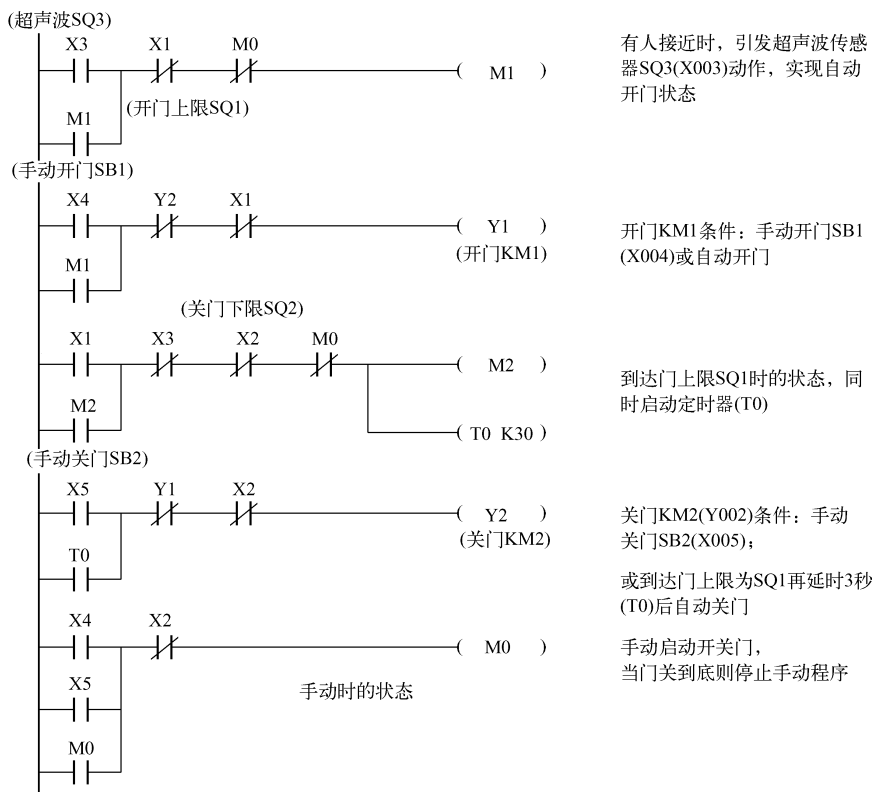 (超声波SQ3)
X3 X1 M0
( M1 )
有人接近时，引发超声波传感
器SQ3(X003)动作，实现自动
开门状态
(开门上限SQ1)
M1
(手动开门SB1)
X4 Y2 X1
( Y1 )
(开门KM1)
开门KM1条件：手动开门SB1
(X004)或自动开门
M1
(关门下限SQ2)
X1 X3 X2 M0
( M2 )
到达门上限SQ1时的状态，同
时启动定时器(T0)
M2
( T0 K30 )
(手动关门SB2)
X5 Y1 X2
( Y2 )
(关门KM2)
关门KM2(Y002)条件：手动
关门SB2(X005)；
T0
或到达门上限为SQ1再延时3秒
(T0)后自动关门
X4 X2
( M0 )
手动启动开关门，
当门关到底则停止手动程序
X5
手动时的状态
M0